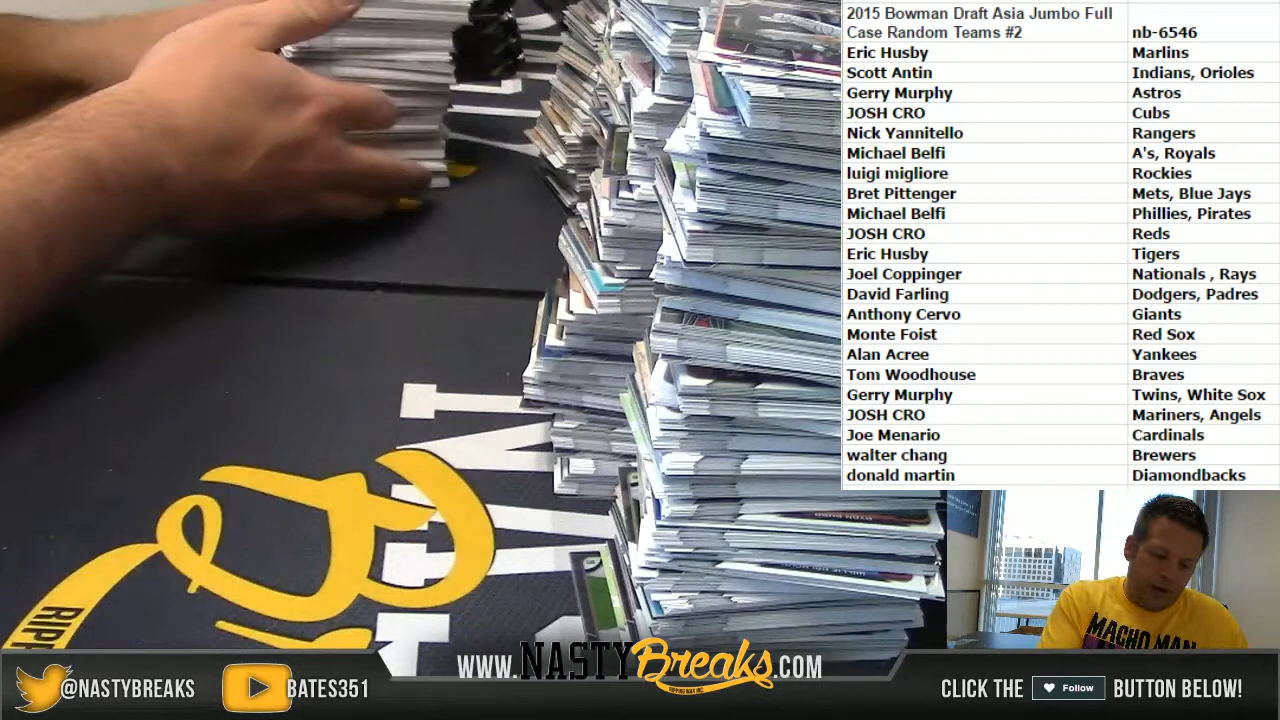 2015 Bowman Draft Asia Jumbo Full
Case Random Teams #2 nb-6546
Eric Husby Marlins
Scott Antin Indians, Orioles
Gerry Murphy Astros
JOSH CRO Cubs
Nick Yannitello Rangers
Michael Belfi A's, Royals
luigi migliore Rockies
Bret Pittenger Mets, Blue Jays
Michael Belfi Phillies, Pirates
JOSH CRO Reds
Eric Husby Tigers
Joel Coppinger Nationals , Rays
David Farling Dodgers, Padres
Anthony Cervo Giants
Monte Foist Red Sox
Alan Acree Yankees
Tom Woodhouse Braves
Gerry Murphy Twins, White Sox
JOSH CRO Mariners, Angels
Joe Menario Cardinals
walter chang Brewers
donald martin Diamondbacks
MACHO MAN
RIPP
@NASTYBREAKS
BATES351
WWW.NASTYBreaks.COM
RIPPING WAX INC
CLICK THE Follow BUTTON BELOW!